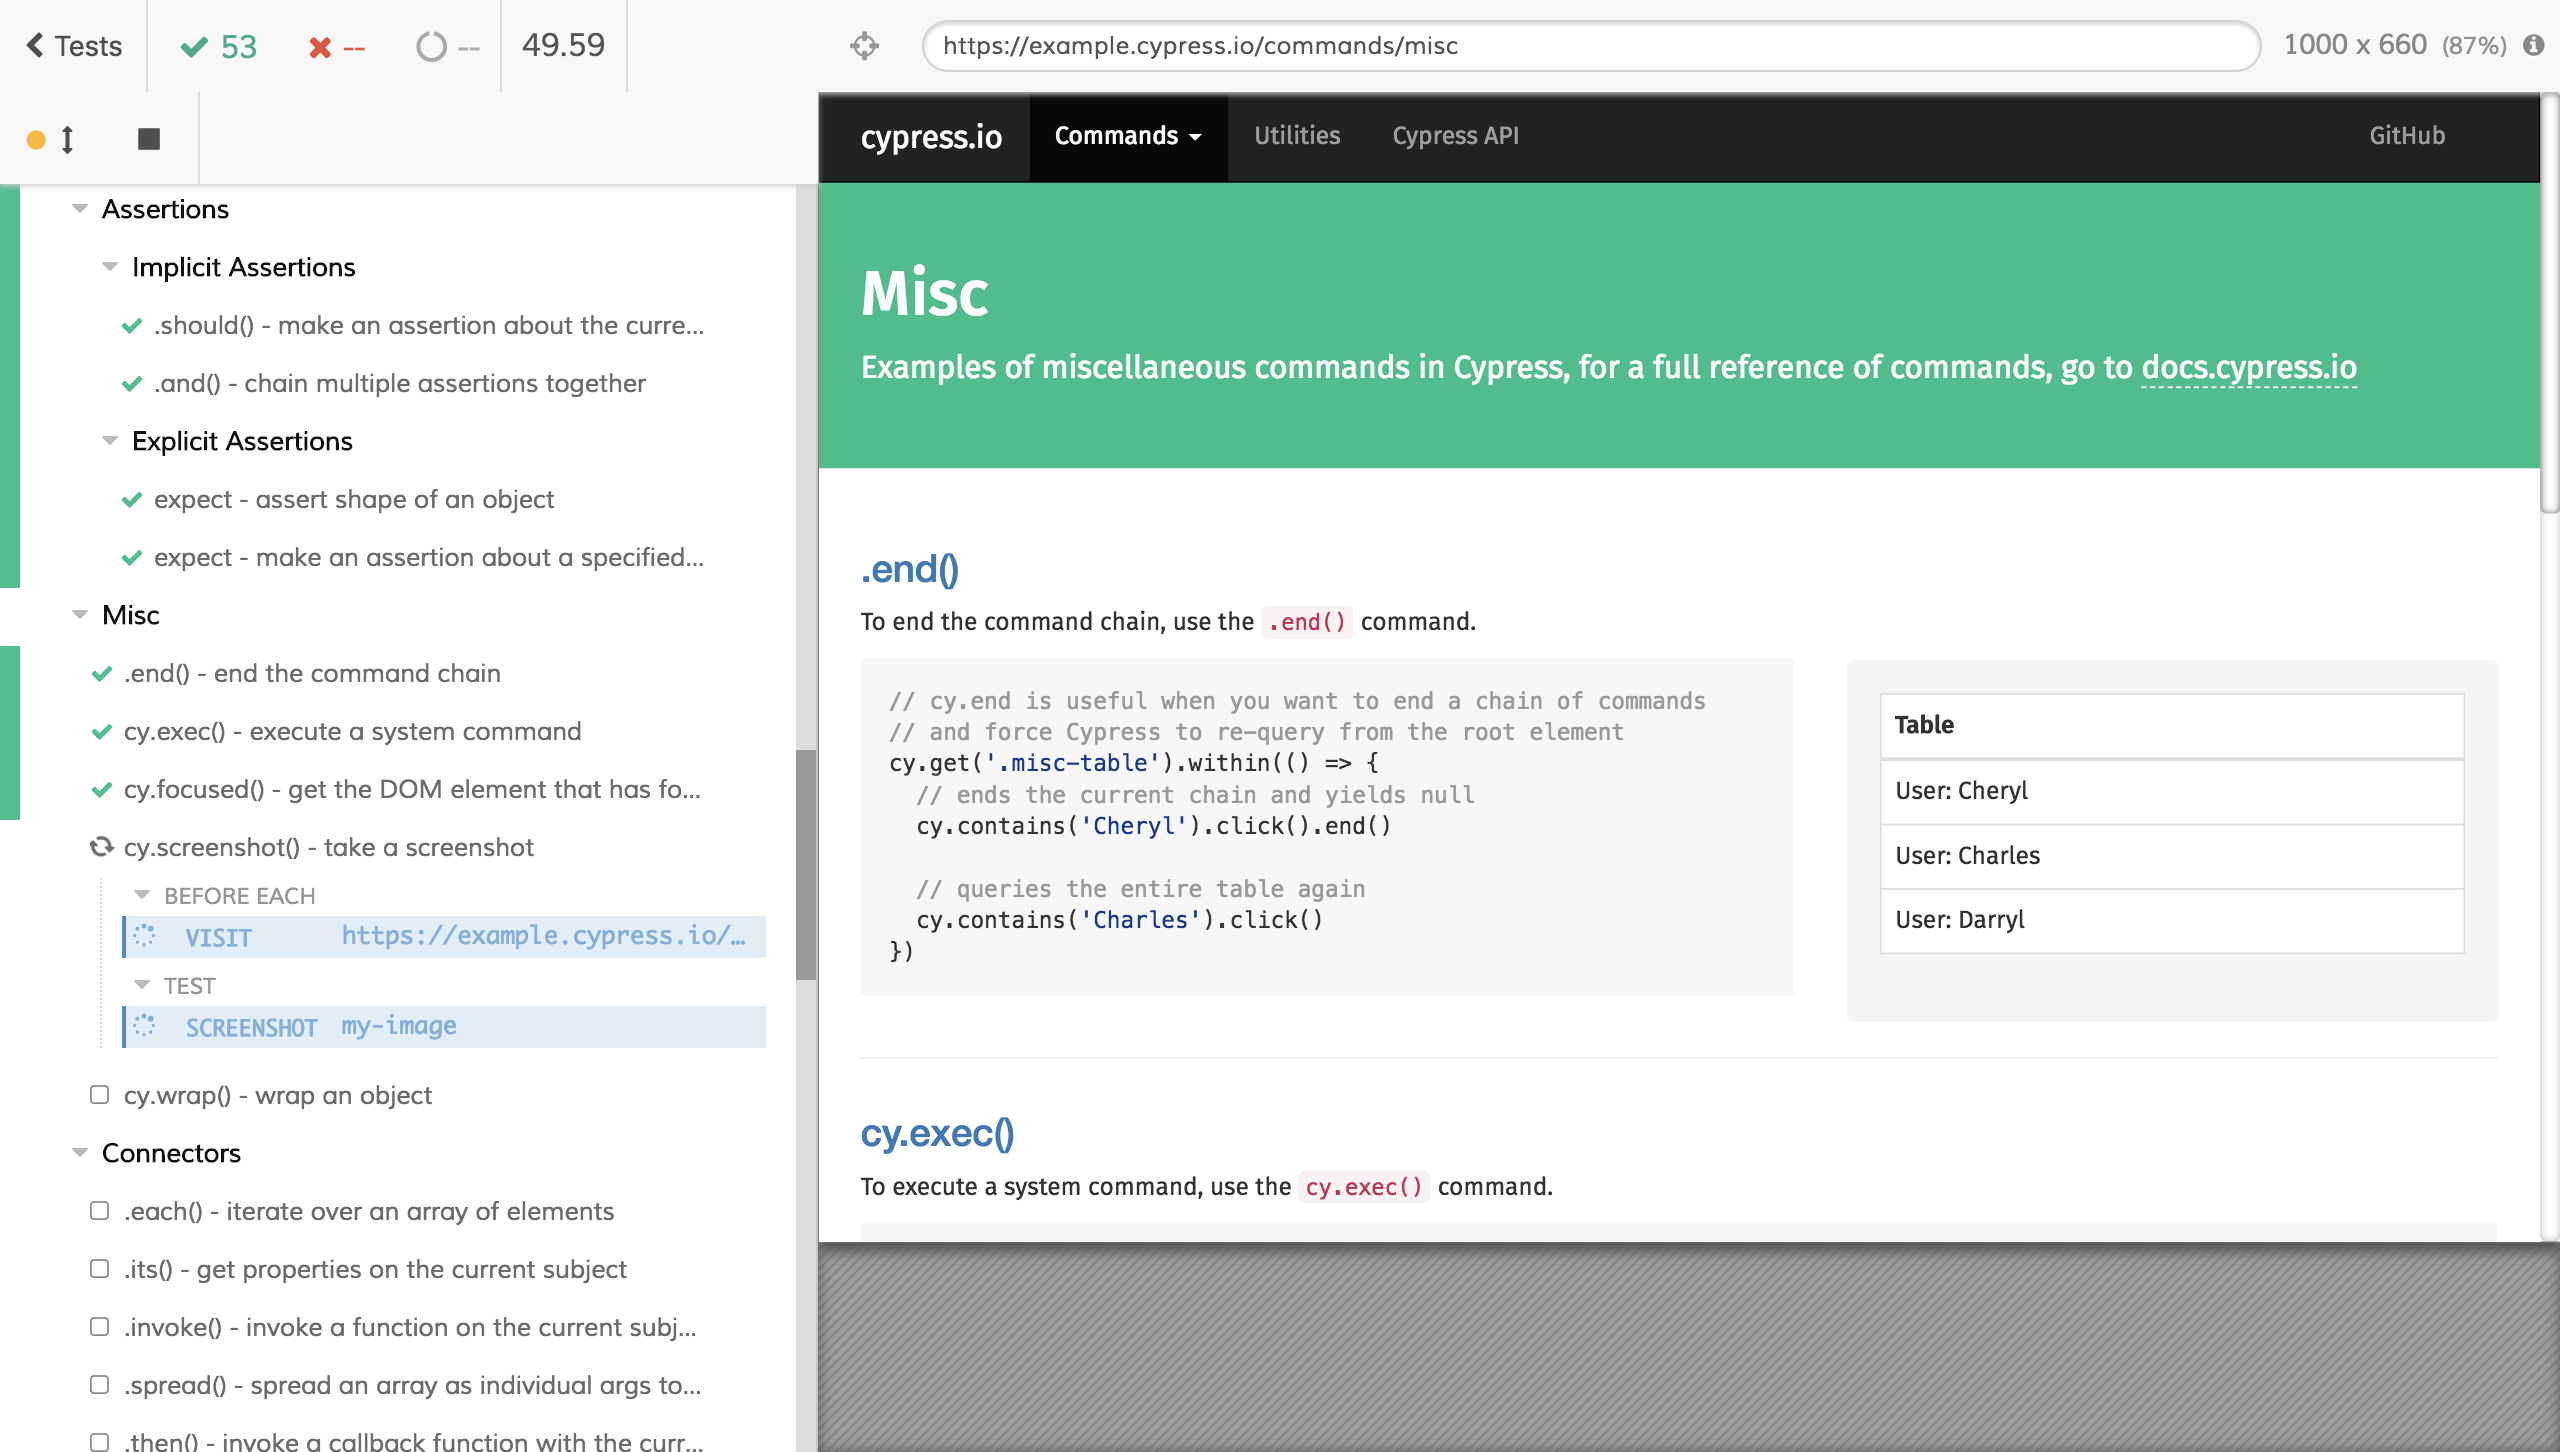 Tests
53
--
--
49.59
https://example.cypress.io/commands/misc
1000 x 660 (87%)
Assertions
Implicit Assertions
.should() - make an assertion about the curre...
.and() - chain multiple assertions together
Explicit Assertions
expect - assert shape of an object
expect - make an assertion about a specified...
Misc
.end() - end the command chain
cy.exec() - execute a system command
cy.focused() - get the DOM element that has fo...
cy.screenshot() - take a screenshot
BEFORE EACH
VISIT https://example.cypress.io/...
TEST
SCREENSHOT my-image
cy.wrap() - wrap an object
Connectors
.each() - iterate over an array of elements
.its() - get properties on the current subject
.invoke() - invoke a function on the current subj...
.spread() - spread an array as individual args to...
.then() - invoke a callback function with the curr...
cypress.io
Commands
Utilities
Cypress API
GitHub
Misc
Examples of miscellaneous commands in Cypress, for a full reference of commands, go to docs.cypress.io
.end()
To end the command chain, use the .end() command.
// cy.end is useful when you want to end a chain of commands
// and force Cypress to re-query from the root element
cy.get('.misc-table').within(() => {
  // ends the current chain and yields null
  cy.contains('Cheryl').click().end()
  // queries the entire table again
  cy.contains('Charles').click()
})
Table
User: Cheryl
User: Charles
User: Darryl
cy.exec()
To execute a system command, use the cy.exec() command.